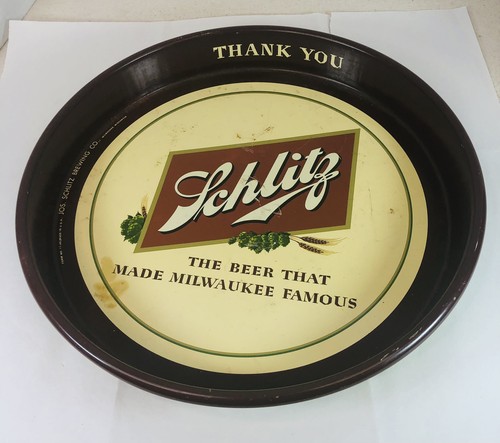 THANK YOU
JOS. SCHLITZ BREWING CO.
Schlitz
THE BEER THAT
MADE MILWAUKEE FAMOUS